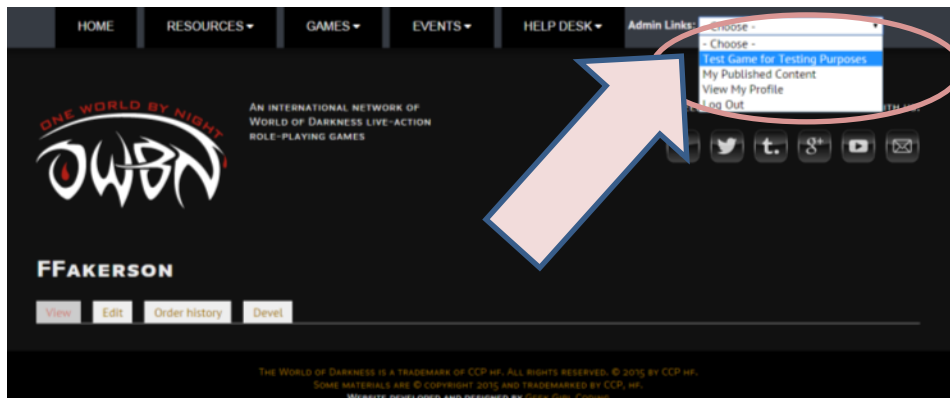 HOME RESOURCES GAMES EVENTS HELP DESK Admin Links: - Choose -
- Choose -
Test Game for Testing Purposes
My Published Content
View My Profile
Log Out
ONE WORLD BY NIGHT
OWBN
AN INTERNATIONAL NETWORK OF
WORLD OF DARKNESS LIVE-ACTION
ROLE-PLAYING GAMES
t. g+
FFAKERSON
View Edit Order history Devel
THE WORLD OF DARKNESS IS A TRADEMARK OF CCP HF. ALL RIGHTS RESERVED. © 2015 BY CCP HF.
SOME MATERIALS ARE © COPYRIGHT 2015 AND TRADEMARKED BY CCP, HF.
WEBSITE DEVELOPED AND DESIGNED BY GEEK GIRL CODING